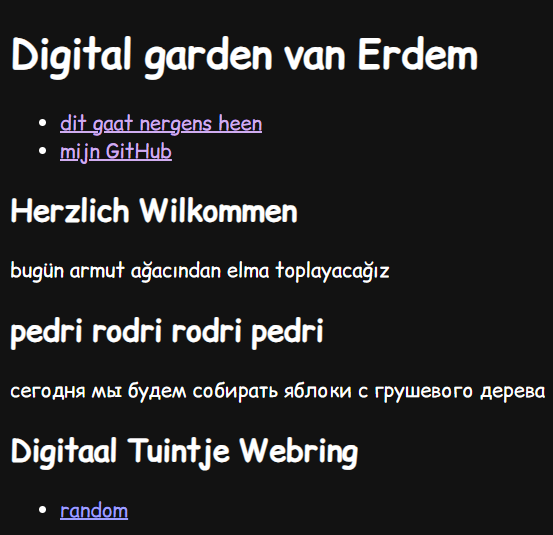 Digital garden van Erdem
dit gaat nergens heen
mijn GitHub
Herzlich Wilkommen
bugün armut ağacından elma toplayacağız
pedri rodri rodri pedri
сегодня мы будем собирать яблоки с грушевого дерева
Digitaal Tuintje Webring
random